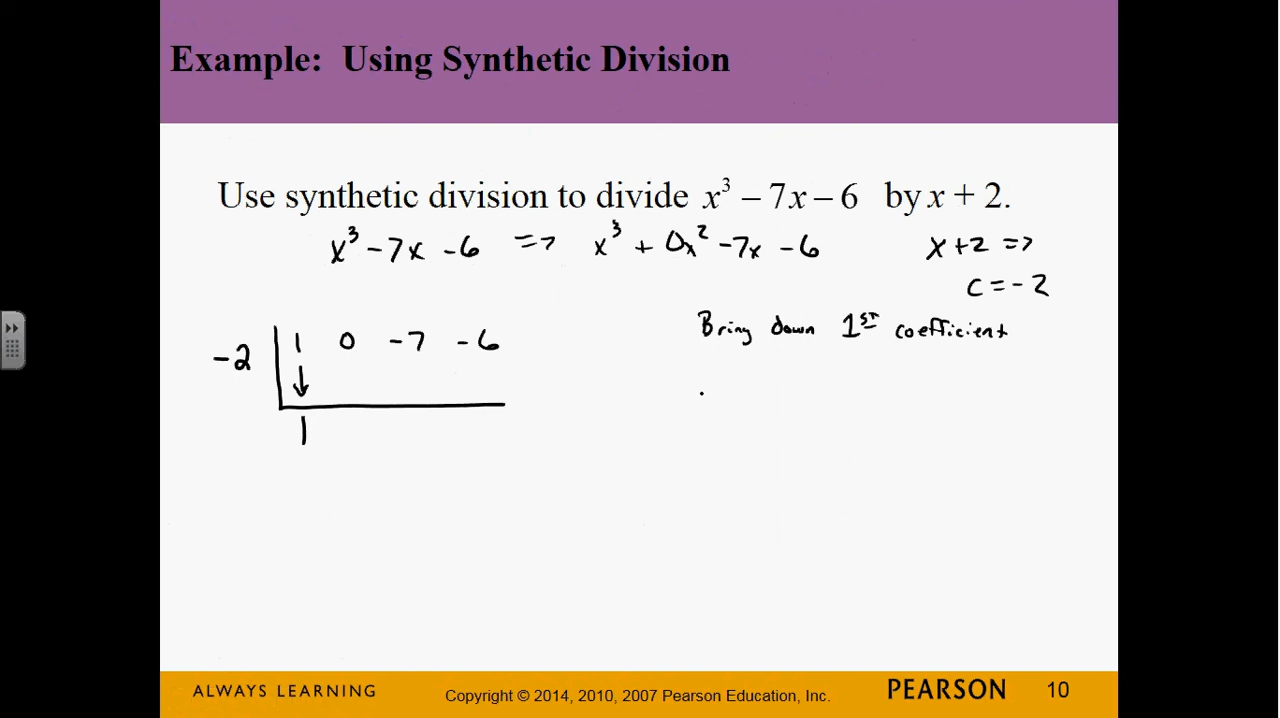 Example: Using Synthetic Division
Use synthetic division to divide x³ – 7x – 6 by x + 2.
x³ - 7x - 6 => x³ + 0x² - 7x - 6 x + 2 =>
c = - 2
Bring down 1ST coefficient
-2 1 0 -7 -6
1
ALWAYS LEARNING Copyright © 2014, 2010, 2007 Pearson Education, Inc. PEARSON 10